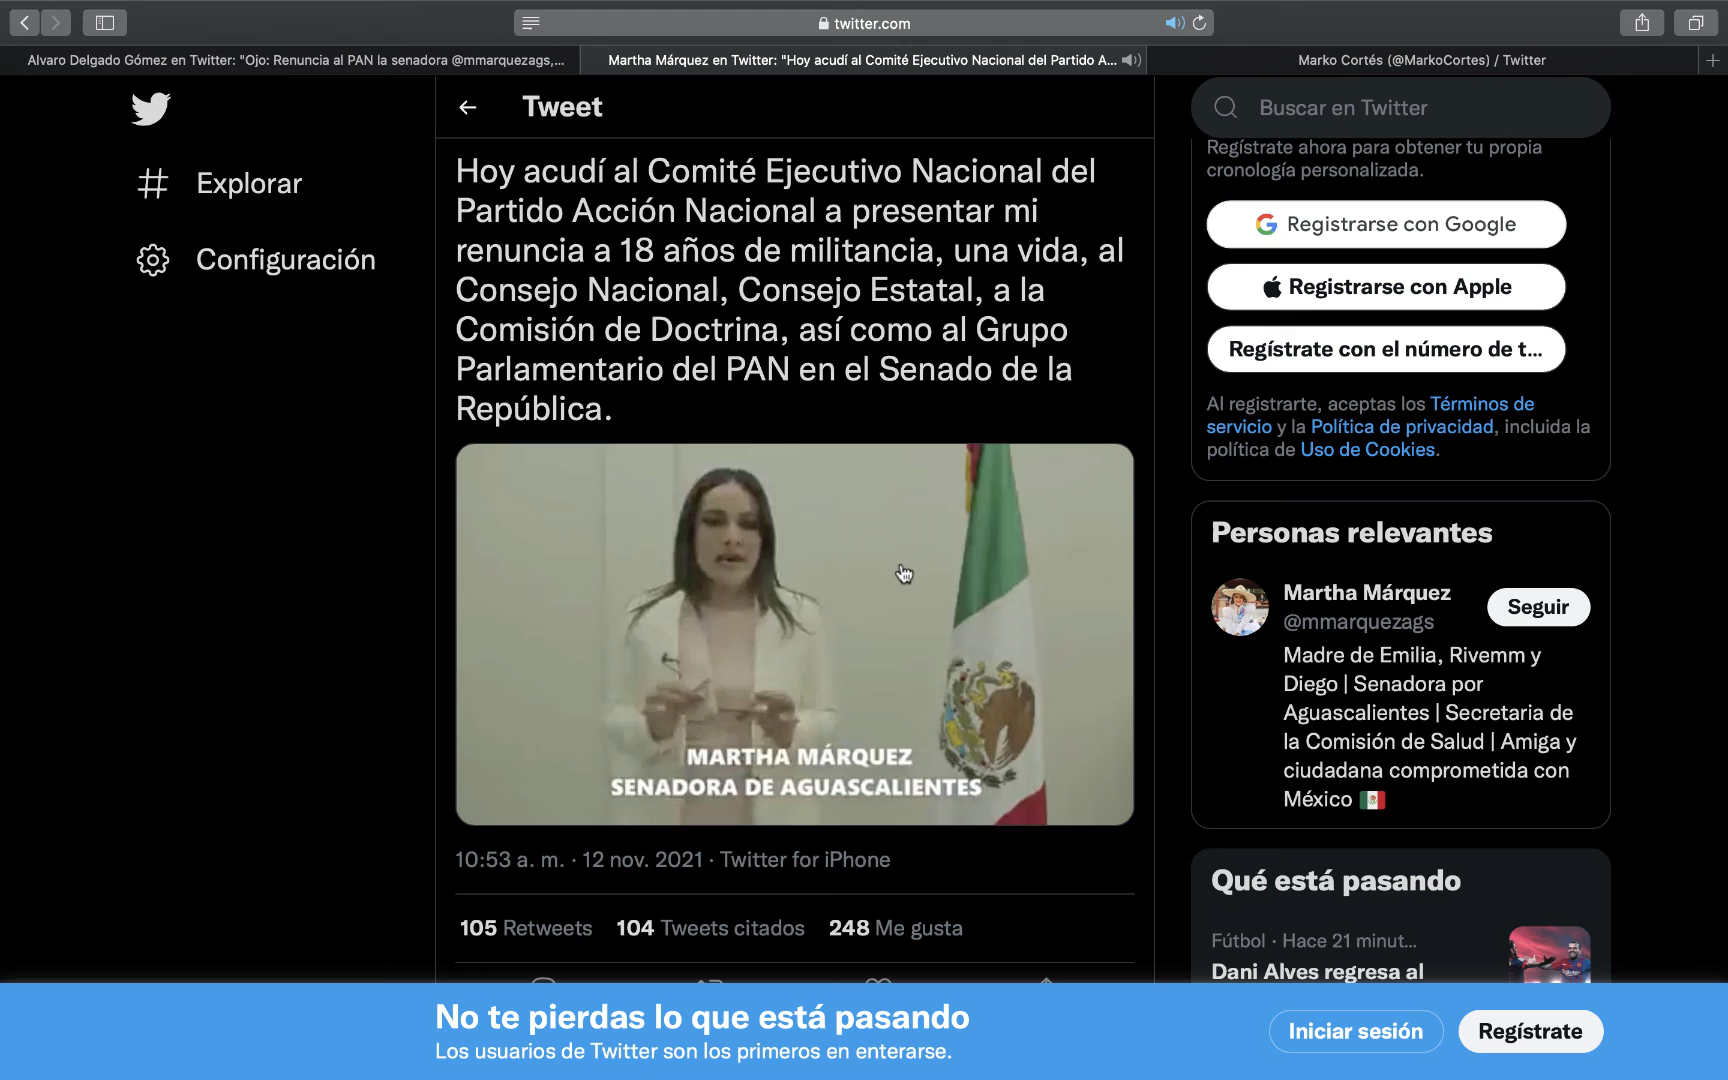 twitter.com
Alvaro Delgado Gómez en Twitter: "Ojo: Renuncia al PAN la senadora @mmarquezags,...
Martha Márquez en Twitter: "Hoy acudí al Comité Ejecutivo Nacional del Partido A...
Marko Cortés (@MarkoCortes) / Twitter
Explorar
Configuración
Tweet
Hoy acudí al Comité Ejecutivo Nacional del
Partido Acción Nacional a presentar mi
renuncia a 18 años de militancia, una vida, al
Consejo Nacional, Consejo Estatal, a la
Comisión de Doctrina, así como al Grupo
Parlamentario del PAN en el Senado de la
República.
MARTHA MÁRQUEZ
SENADORA DE AGUASCALIENTES
10:53 a. m. · 12 nov. 2021 · Twitter for iPhone
105 Retweets 104 Tweets citados 248 Me gusta
Buscar en Twitter
Regístrate ahora para obtener tu propia
cronología personalizada.
Registrarse con Google
Registrarse con Apple
Regístrate con el número de t...
Al registrarte, aceptas los Términos de
servicio y la Política de privacidad, incluida la
política de Uso de Cookies.
Personas relevantes
Martha Márquez
@mmarquezags
Seguir
Madre de Emilia, Rivemm y
Diego | Senadora por
Aguascalientes | Secretaria de
la Comisión de Salud | Amiga y
ciudadana comprometida con
México
Qué está pasando
Fútbol · Hace 21 minut...
Dani Alves regresa al
No te pierdas lo que está pasando
Los usuarios de Twitter son los primeros en enterarse.
Iniciar sesión
Regístrate